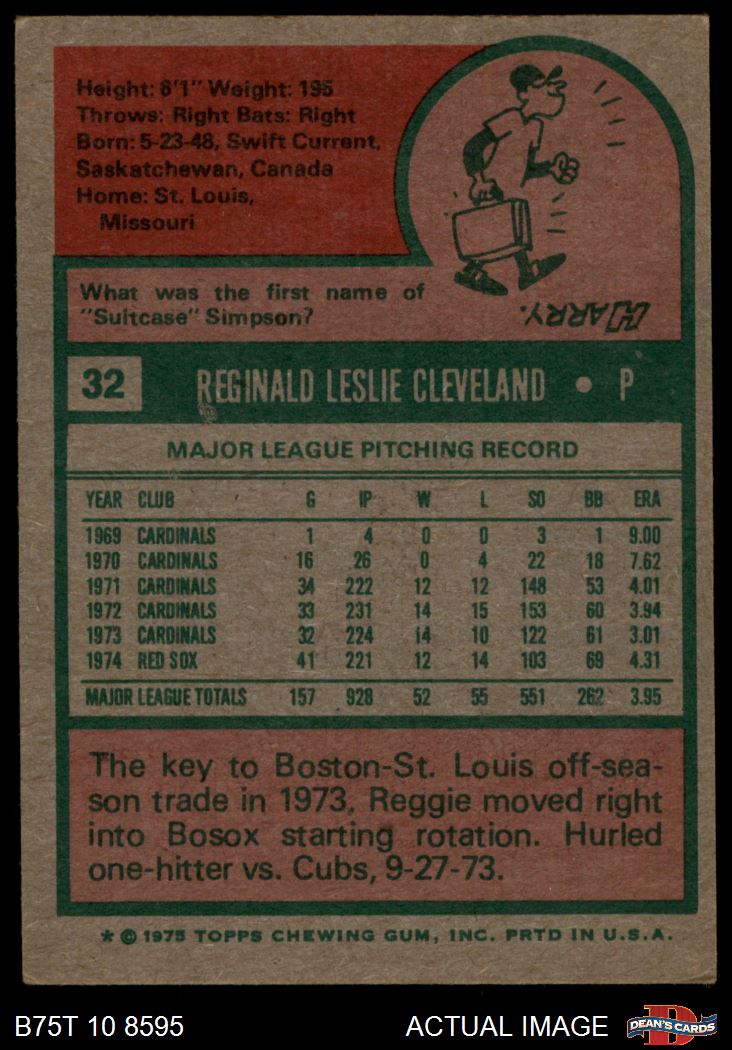 Height: 6'1" Weight: 195
Throws: Right Bats: Right
Born: 5-23-48, Swift Current,
Saskatchewan, Canada
Home: St. Louis,
Missouri
What was the first name of
"Suitcase" Simpson?
HARRY.
32 REGINALD LESLIE CLEVELAND • P
MAJOR LEAGUE PITCHING RECORD
YEAR CLUB G IP W L SO BB ERA
1969 CARDINALS 1 4 0 0 3 1 9.00
1970 CARDINALS 16 26 0 4 22 18 7.62
1971 CARDINALS 34 222 12 12 148 53 4.01
1972 CARDINALS 33 231 14 15 153 60 3.94
1973 CARDINALS 32 224 14 10 122 61 3.01
1974 RED SOX 41 221 12 14 103 69 4.31
MAJOR LEAGUE TOTALS 157 928 52 55 551 262 3.95
The key to Boston-St. Louis off-sea-
son trade in 1973, Reggie moved right
into Bosox starting rotation. Hurled
one-hitter vs. Cubs, 9-27-73.
* © 1975 TOPPS CHEWING GUM, INC. PRTD IN U.S.A.
B75T 10 8595 ACTUAL IMAGE D DEAN'S CARDS